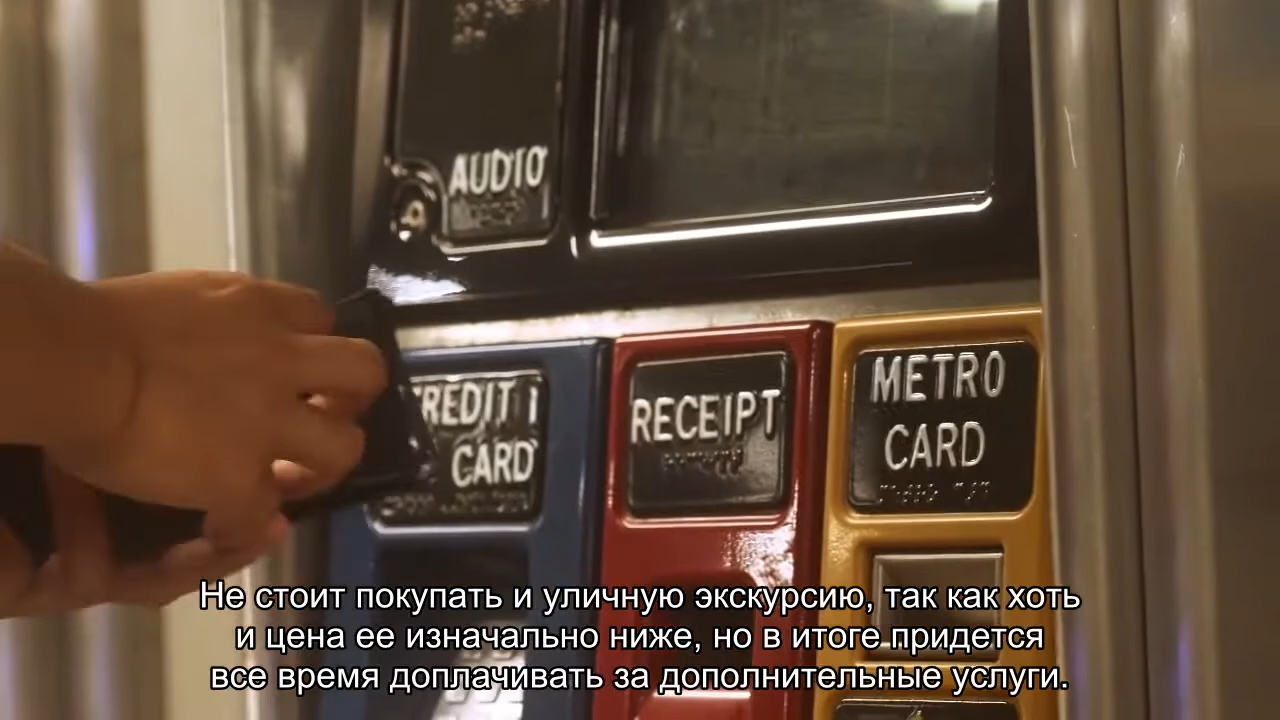 AUDIO
CREDIT
CARD
RECEIPT
METRO
CARD
Не стоит покупать и уличную экскурсию, так как хоть
и цена ее изначально ниже, но в итоге придется
все время доплачивать за дополнительные услуги.